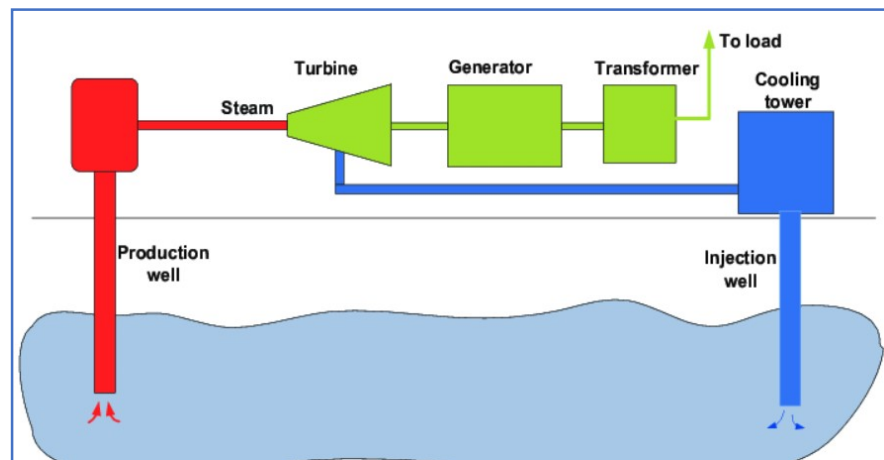 To load
Turbine
Generator
Transformer
Cooling
tower
Steam
Production
well
Injection
well